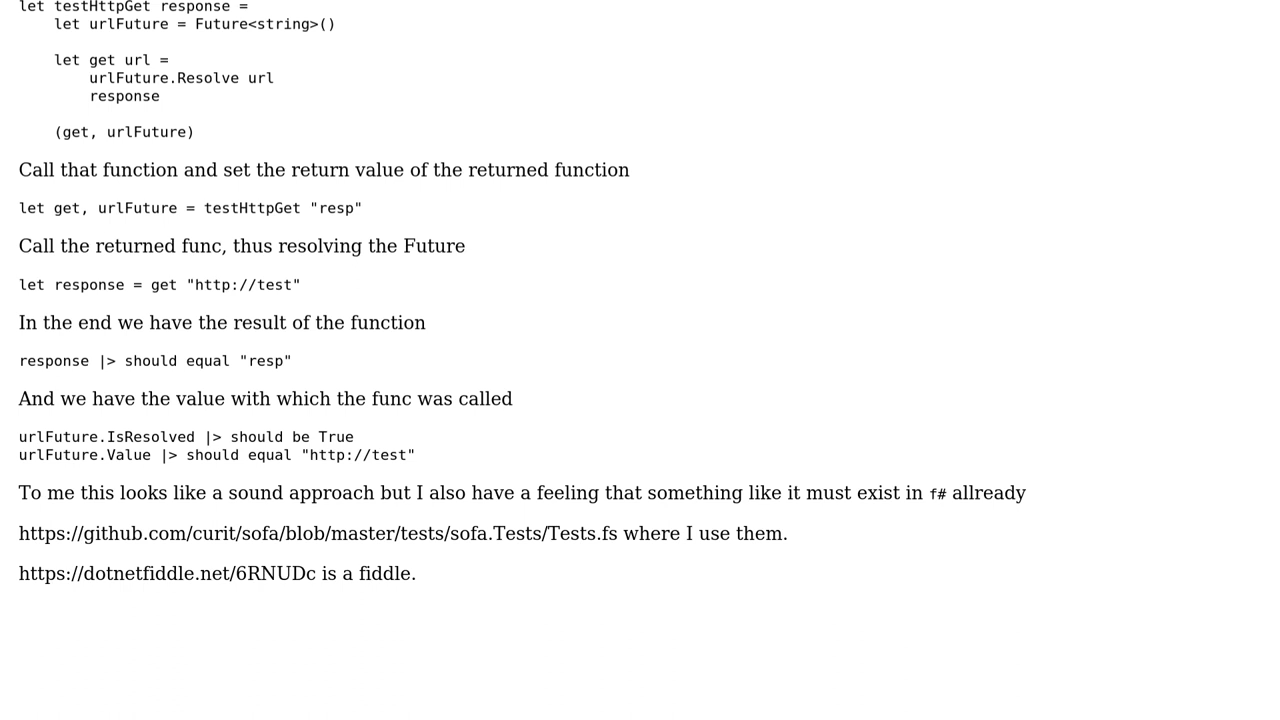 let testHttpGet response =
    let urlFuture = Future<string>()

    let get url =
        urlFuture.Resolve url
        response

    (get, urlFuture)
Call that function and set the return value of the returned function
let get, urlFuture = testHttpGet "resp"
Call the returned func, thus resolving the Future
let response = get "http://test"
In the end we have the result of the function
response |> should equal "resp"
And we have the value with which the func was called
urlFuture.IsResolved |> should be True
urlFuture.Value |> should equal "http://test"
To me this looks like a sound approach but I also have a feeling that something like it must exist in f# allready
https://github.com/curit/sofa/blob/master/tests/sofa.Tests/Tests.fs where I use them.
https://dotnetfiddle.net/6RNUDc is a fiddle.